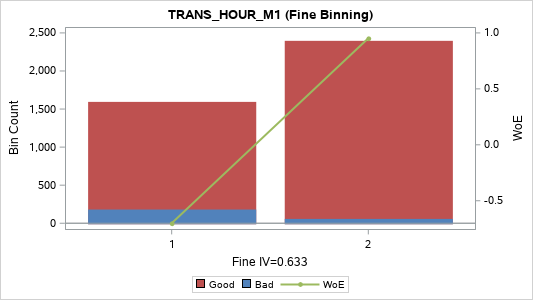 TRANS_HOUR_M1 (Fine Binning)
Bin Count
2,500
2,000
1,500
1,000
500
0
1.0
0.5
0.0
-0.5
WoE
1 2
Fine IV=0.633
Good Bad WoE